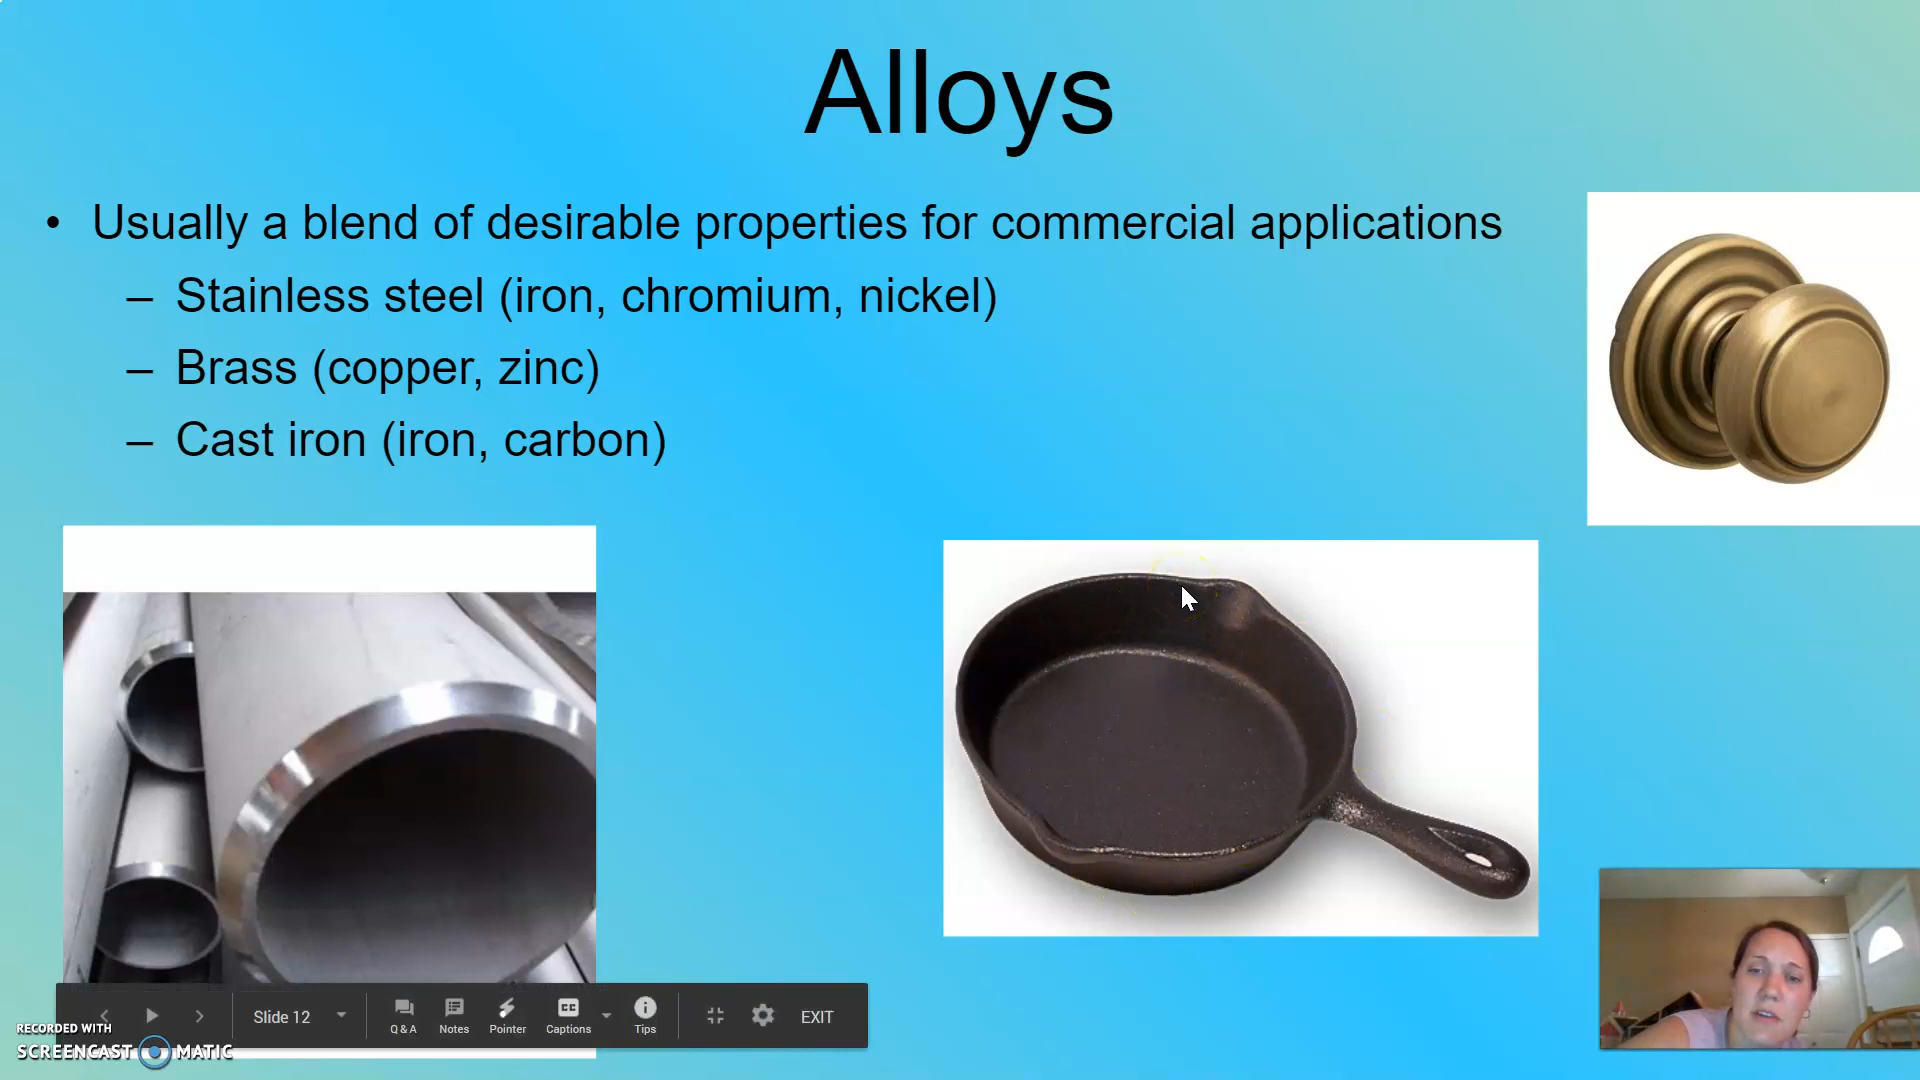 Alloys
• Usually a blend of desirable properties for commercial applications
– Stainless steel (iron, chromium, nickel)
– Brass (copper, zinc)
– Cast iron (iron, carbon)
Slide 12
Q & A
Notes
Pointer
CC
Captions
Tips
EXIT
RECORDED WITH
SCREENCAST MATIC